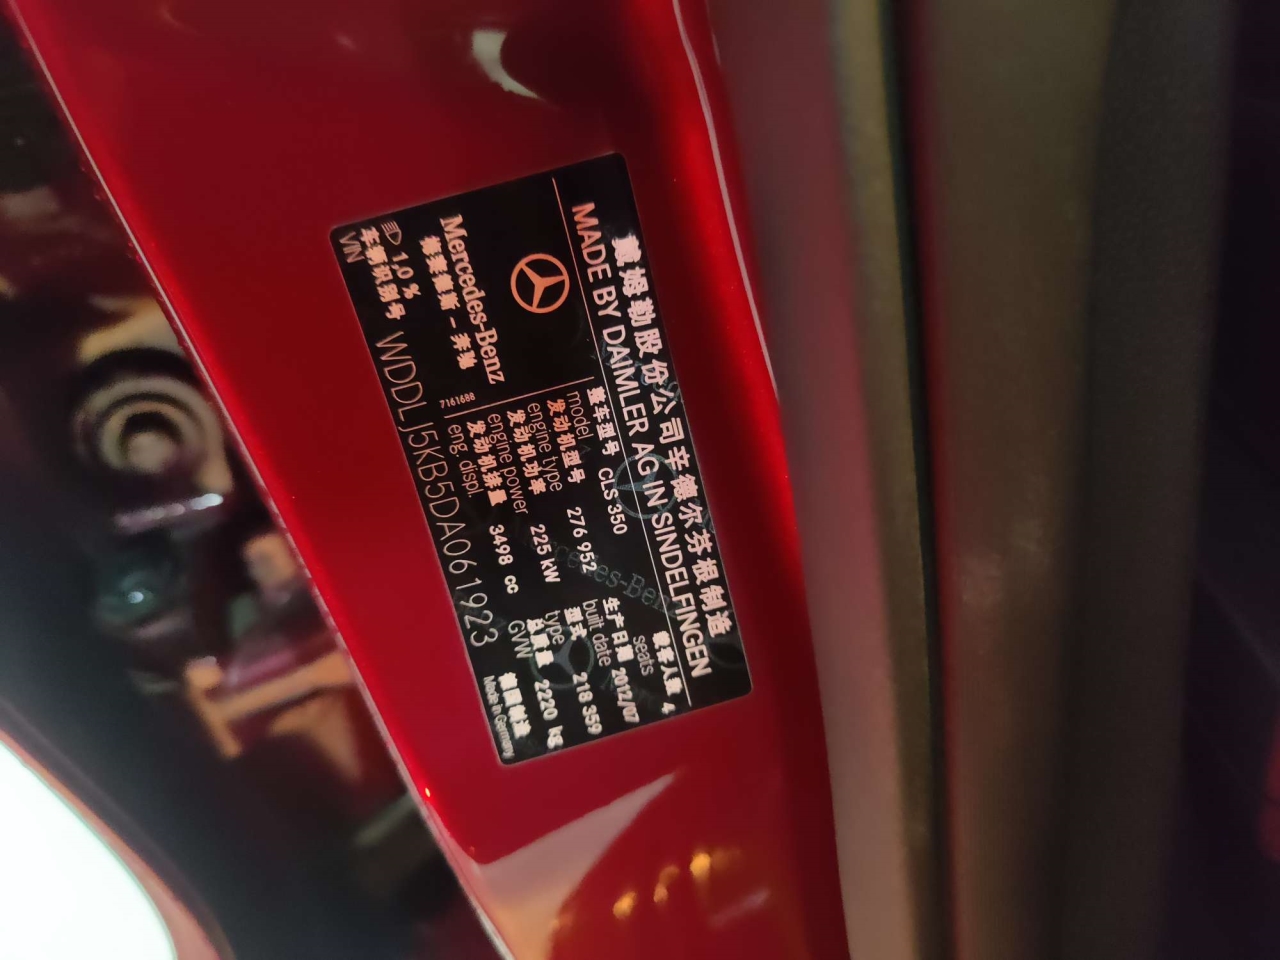 戴姆勒股份公司辛德尔芬根制造
MADE BY DAIMLER AG IN SINDELFINGEN
Mercedes-Benz
梅赛德斯-奔驰
1,0 %
7161688
整车型号 CLS 350
model
发动机型号 276 952
engine type
发动机功率 225 kW
engine power
发动机排量 3498 cc
eng. displ.
乘客人数 4
seats
生产日期 2012/07
built date
型式 218 359
type
总质量 2220 kg
GVW
车辆识别号 WDDLJ5KB5DA061923
VIN
德国制造
Made in Germany